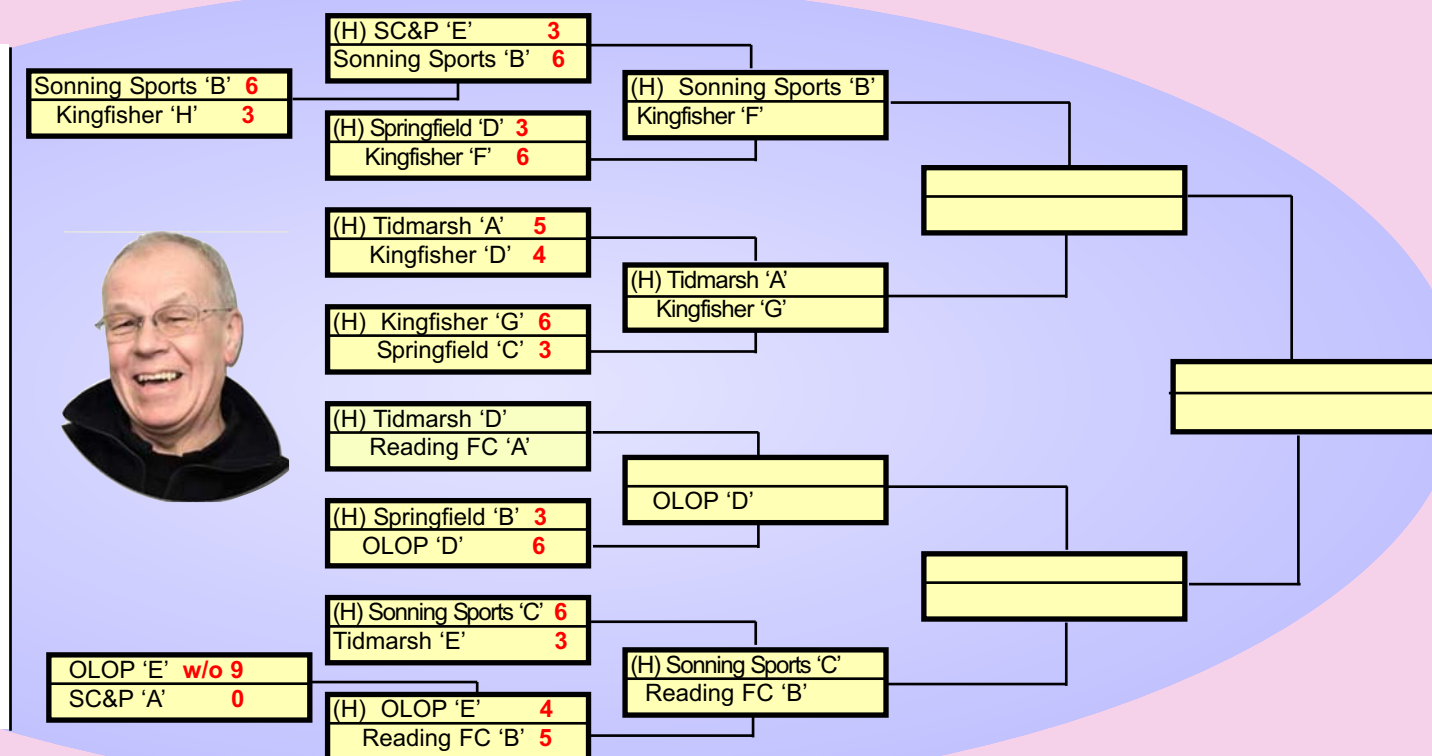 Sonning Sports ‘B’ 6
Kingfisher ‘H’ 3
OLOP ‘E’ w/o 9
SC&P ‘A’ 0
(H) SC&P ‘E’ 3
Sonning Sports ‘B’ 6
(H) Springfield ‘D’ 3
Kingfisher ‘F’ 6
(H) Tidmarsh ‘A’ 5
Kingfisher ‘D’ 4
(H) Kingfisher ‘G’ 6
Springfield ‘C’ 3
(H) Tidmarsh ‘D’
Reading FC ‘A’
(H) Springfield ‘B’ 3
OLOP ‘D’ 6
(H) Sonning Sports ‘C’ 6
Tidmarsh ‘E’ 3
(H) OLOP ‘E’ 4
Reading FC ‘B’ 5
(H) Sonning Sports ‘B’
Kingfisher ‘F’
(H) Tidmarsh ‘A’
Kingfisher ‘G’
OLOP ‘D’
(H) Sonning Sports ‘C’
Reading FC ‘B’